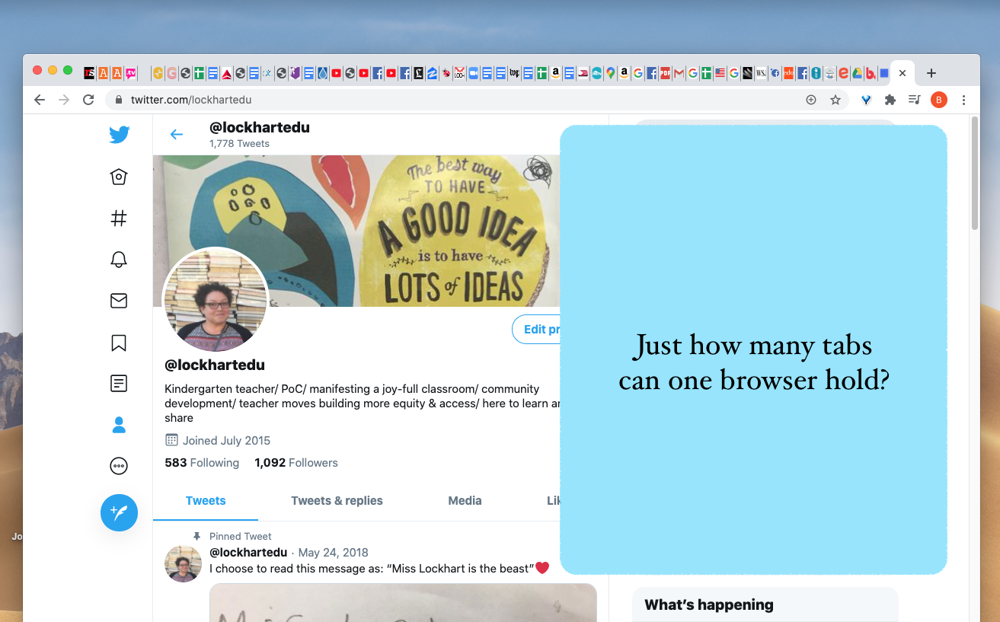 twitter.com/lockhartedu
B
@lockhartedu
1,778 Tweets
The best way
TO HAVE
A GOOD IDEA
is to have
LOTS of IDEAS
Edit pr
@lockhartedu
Kindergarten teacher/ PoC/ manifesting a joy-full classroom/ community
development/ teacher moves building more equity & access/ here to learn an
share
Joined July 2015
583 Following 1,092 Followers
Tweets Tweets & replies Media Lik
Pinned Tweet
@lockhartedu · May 24, 2018
I choose to read this message as: “Miss Lockhart is the beast”
Just how many tabs
can one browser hold?
What’s happening
Jo